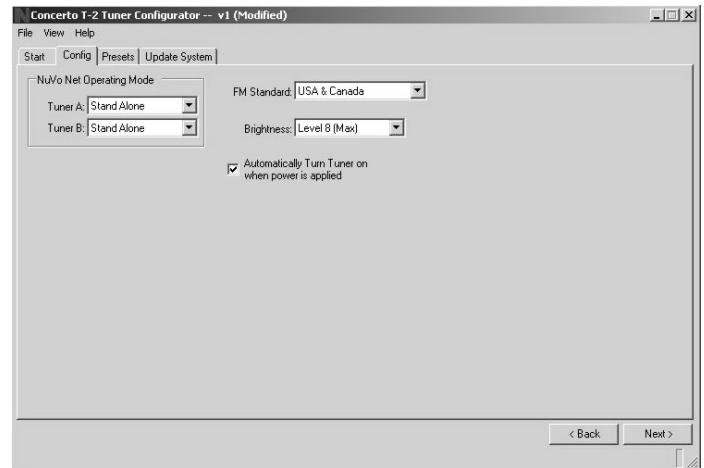 Concerto T-2 Tuner Configurator -- v1 (Modified)
File View Help
Start Config Presets Update System
NuVo Net Operating Mode
Tuner A: Stand Alone
Tuner B: Stand Alone
FM Standard: USA & Canada
Brightness: Level 8 (Max)
Automatically Turn Tuner on
when power is applied
< Back Next >